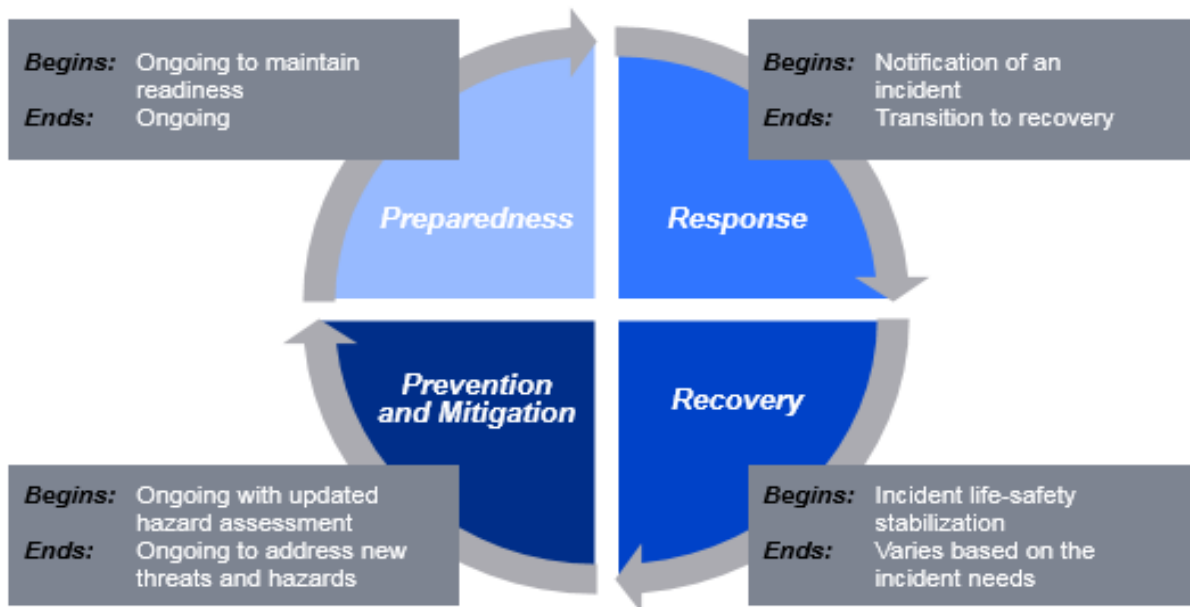 Begins: Ongoing to maintain
readiness
Ends: Ongoing
Begins: Notification of an
incident
Ends: Transition to recovery
Preparedness
Response
Prevention
and Mitigation
Recovery
Begins: Ongoing with updated
hazard assessment
Ends: Ongoing to address new
threats and hazards
Begins: Incident life-safety
stabilization
Ends: Varies based on the
incident needs